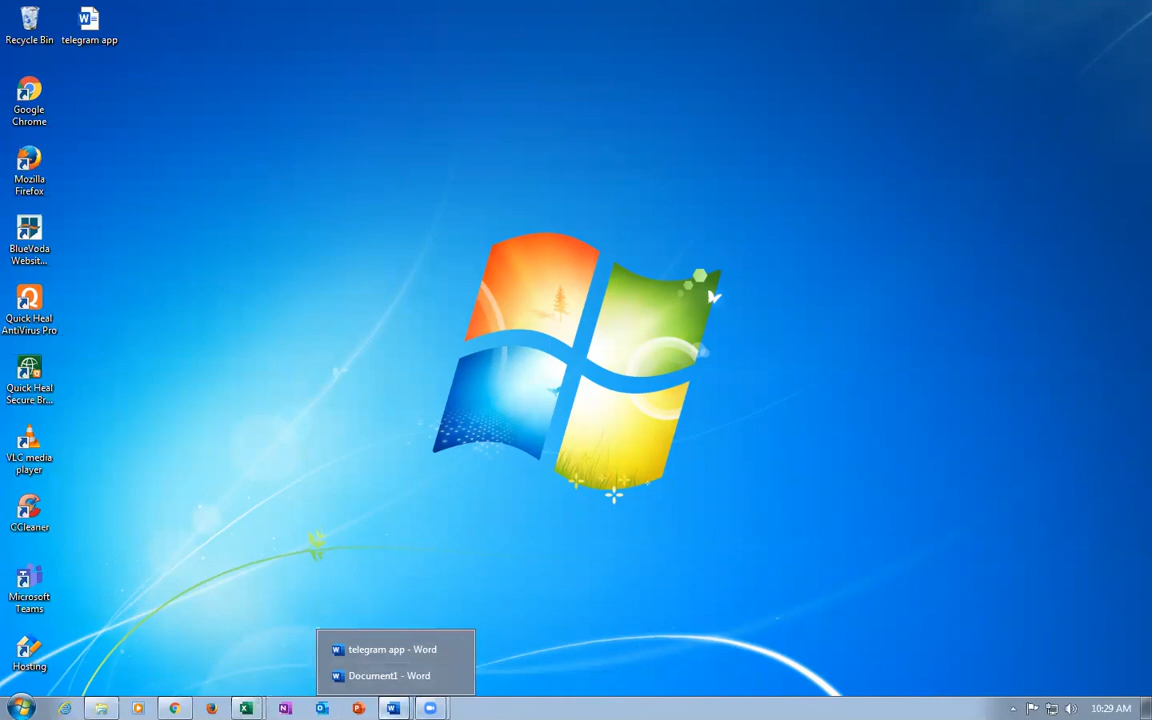 Recycle Bin
telegram app
Google
Chrome
Mozilla
Firefox
BlueVoda
Websit...
Quick Heal
AntiVirus Pro
Quick Heal
Secure Br...
VLC media
player
CCleaner
Microsoft
Teams
Hosting
telegram app - Word
Document1 - Word
10:29 AM